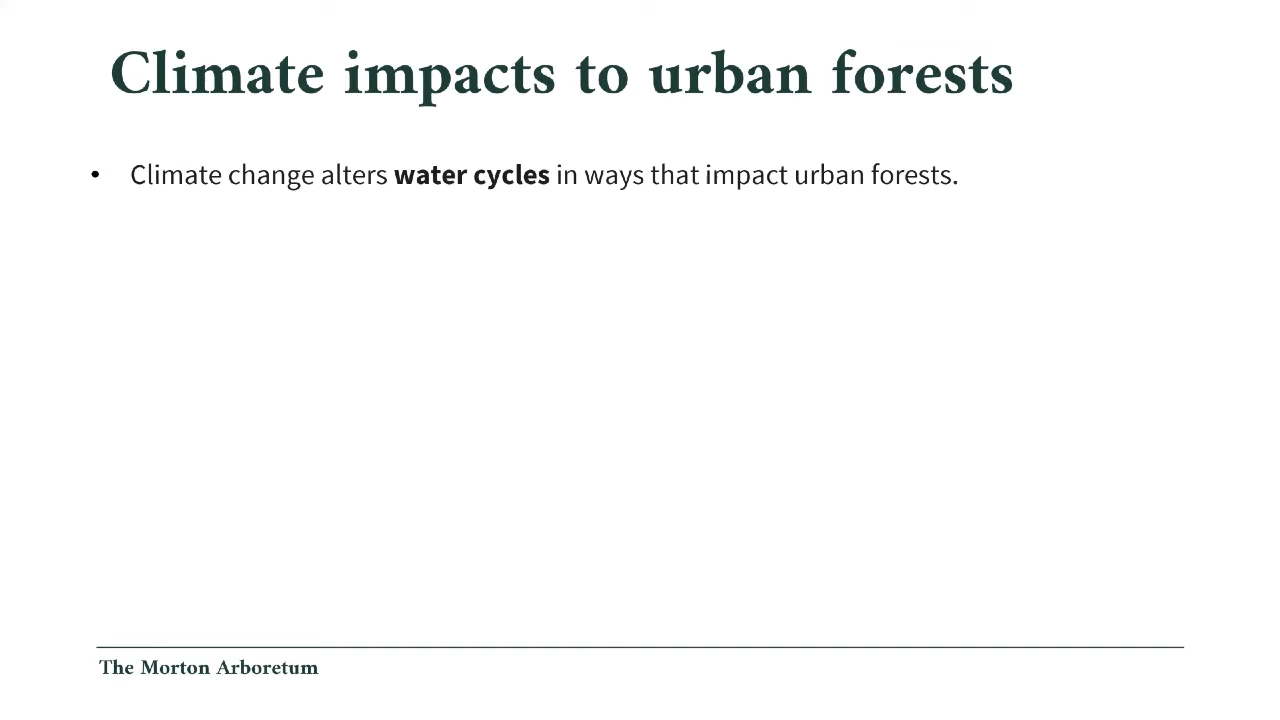 Climate impacts to urban forests
• Climate change alters water cycles in ways that impact urban forests.
The Morton Arboretum